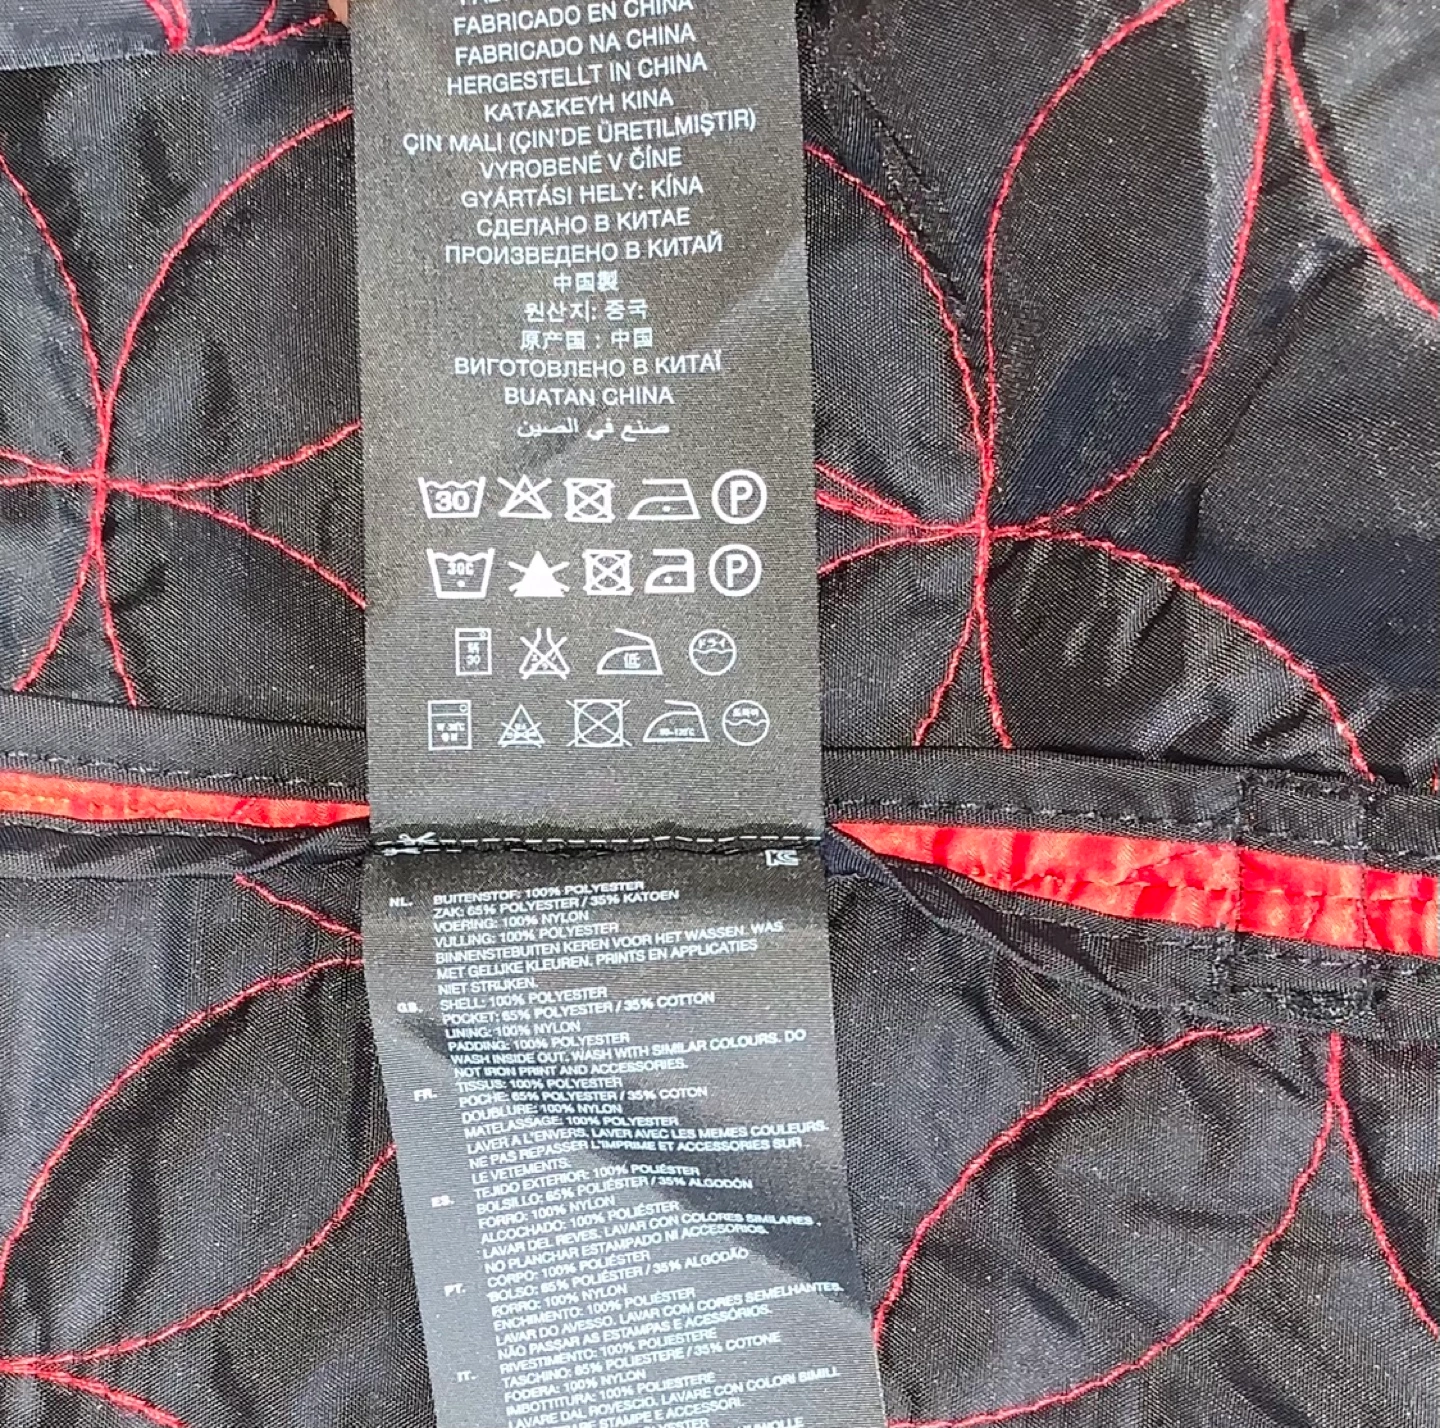 FABRICADO EN CHINA
FABRICADO NA CHINA
HERGESTELLT IN CHINA
ΚΑΤΑΣΚΕΥΗ ΚΙΝΑ
ÇIN MALI (ÇIN'DE ÜRETILMIŞTIR)
VYROBENÉ V ČÍNE
GYÁRTÁSI HELY: KÍNA
СДЕЛАНО В КИТАЕ
ПРОИЗВЕДЕНО В КИТАЙ
中国製
원산지: 중국
原产国 : 中国
ВИГОТОВЛЕНО В КИТАЇ
BUATAN CHINA
صنع في الصين
30 P
30C P
30 低 ドライ
KS
NL. BUITENSTOF: 100% POLYESTER
ZAK: 65% POLYESTER / 35% KATOEN
VOERING: 100% NYLON
VULLING: 100% POLYESTER
BINNENSTEBUITEN KEREN VOOR HET WASSEN. WAS
MET GELIJKE KLEUREN. PRINTS EN APPLICATIES
NIET STRIJKEN.
GB. SHELL: 100% POLYESTER
POCKET: 65% POLYESTER / 35% COTTON
LINING: 100% NYLON
PADDING: 100% POLYESTER
WASH INSIDE OUT. WASH WITH SIMILAR COLOURS. DO
NOT IRON PRINT AND ACCESSORIES.
FR. TISSUS: 100% POLYESTER
POCHE: 65% POLYESTER / 35% COTON
DOUBLURE: 100% NYLON
MATELASSAGE: 100% POLYESTER
LAVER A L'ENVERS. LAVER AVEC LES MEMES COULEURS.
NE PAS REPASSER L'IMPRIME ET ACCESSORIES SUR
LE VETEMENTS.
ES. TEJIDO EXTERIOR: 100% POLIÉSTER
BOLSILLO: 65% POLIÉSTER / 35% ALGODÓN
FORRO: 100% NYLON
ALCOCHADO: 100% POLIÉSTER
LAVAR DEL REVES. LAVAR CON COLORES SIMILARES .
NO PLANCHAR ESTAMPADO NI ACCESORIOS.
PT. CORPO: 100% POLIÉSTER
BOLSO: 65% POLIÉSTER / 35% ALGODÃO
FORRO: 100% NYLON
ENCHIMENTO: 100% POLIÉSTER
LAVAR DO AVESSO. LAVAR COM CORES SEMELHANTES.
NÃO PASSAR AS ESTAMPAS E ACESSÓRIOS.
IT. RIVESTIMENTO: 100% POLIESTERE
TASCHINO: 65% POLIESTERE / 35% COTONE
FODERA: 100% NYLON
IMBOTTITURA: 100% POLIESTERE
LAVARE DAL ROVESCIO. LAVARE CON COLORI SIMILI
STAMPE E ACCESSORI.